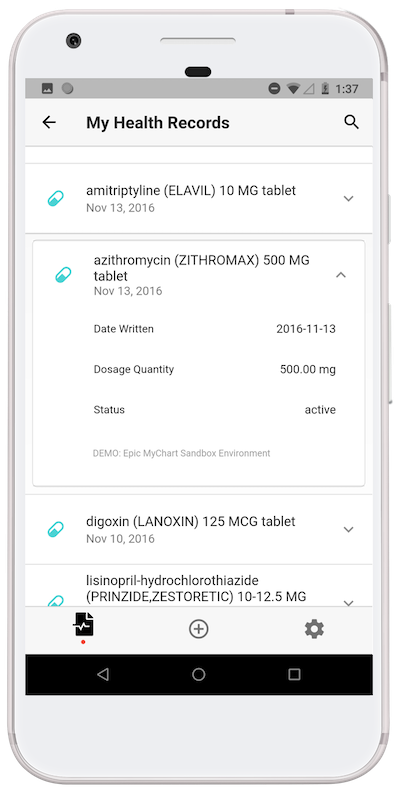 1:37
My Health Records
amitriptyline (ELAVIL) 10 MG tablet
Nov 13, 2016
azithromycin (ZITHROMAX) 500 MG
tablet
Nov 13, 2016
Date Written 2016-11-13
Dosage Quantity 500.00 mg
Status active
DEMO: Epic MyChart Sandbox Environment
digoxin (LANOXIN) 125 MCG tablet
Nov 10, 2016
lisinopril-hydrochlorothiazide
(PRINZIDE,ZESTORETIC) 10-12.5 MG